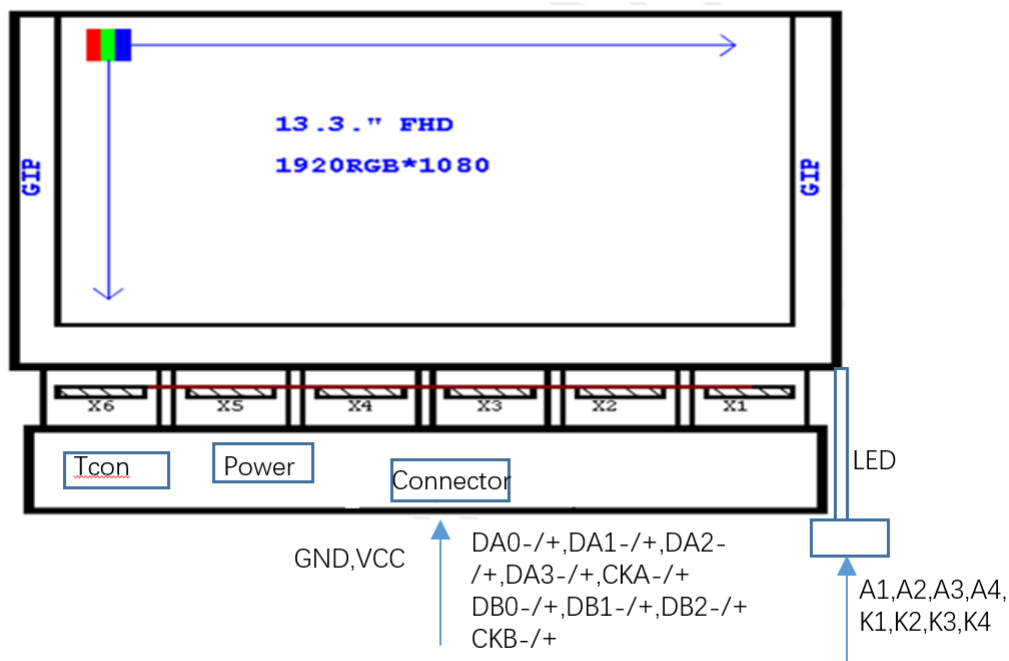 13.3." FHD
1920RGB*1080
GIP
GIP
X6
X5
X4
X3
X2
X1
Tcon
Power
Connector
LED
GND,VCC
DA0-/+,DA1-/+,DA2-
/+,DA3-/+,CKA-/+
DB0-/+,DB1-/+,DB2-/+
CKB-/+
A1,A2,A3,A4,
K1,K2,K3,K4